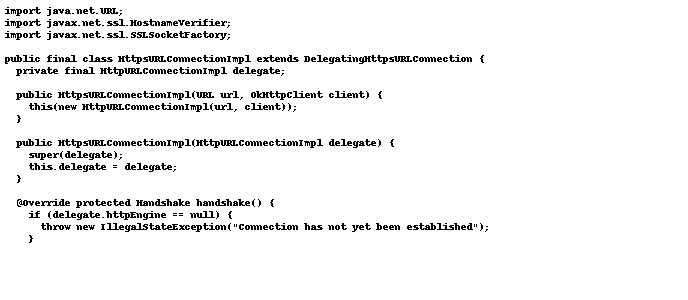 import java.net.URL;
import javax.net.ssl.HostnameVerifier;
import javax.net.ssl.SSLSocketFactory;

public final class HttpsURLConnectionImpl extends DelegatingHttpsURLConnection {
  private final HttpURLConnectionImpl delegate;

  public HttpsURLConnectionImpl(URL url, OkHttpClient client) {
    this(new HttpURLConnectionImpl(url, client));
  }

  public HttpsURLConnectionImpl(HttpURLConnectionImpl delegate) {
    super(delegate);
    this.delegate = delegate;
  }

  @Override protected Handshake handshake() {
    if (delegate.httpEngine == null) {
      throw new IllegalStateException("Connection has not yet been established");
    }